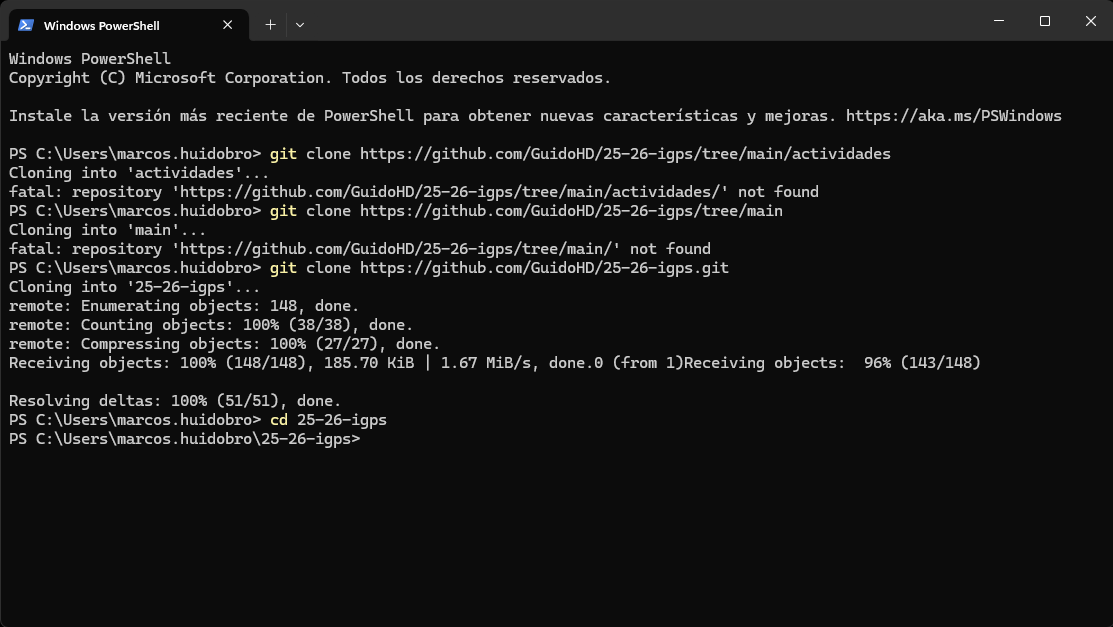 Windows PowerShell
Windows PowerShell
Copyright (C) Microsoft Corporation. Todos los derechos reservados.
Instale la versión más reciente de PowerShell para obtener nuevas características y mejoras. https://aka.ms/PSWindows
PS C:\Users\marcos.huidobro> git clone https://github.com/GuidoHD/25-26-igps/tree/main/actividades
Cloning into 'actividades'...
fatal: repository 'https://github.com/GuidoHD/25-26-igps/tree/main/actividades/' not found
PS C:\Users\marcos.huidobro> git clone https://github.com/GuidoHD/25-26-igps/tree/main
Cloning into 'main'...
fatal: repository 'https://github.com/GuidoHD/25-26-igps/tree/main/' not found
PS C:\Users\marcos.huidobro> git clone https://github.com/GuidoHD/25-26-igps.git
Cloning into '25-26-igps'...
remote: Enumerating objects: 148, done.
remote: Counting objects: 100% (38/38), done.
remote: Compressing objects: 100% (27/27), done.
Receiving objects: 100% (148/148), 185.70 KiB | 1.67 MiB/s, done.0 (from 1)Receiving objects:  96% (143/148)
Resolving deltas: 100% (51/51), done.
PS C:\Users\marcos.huidobro> cd 25-26-igps
PS C:\Users\marcos.huidobro\25-26-igps>